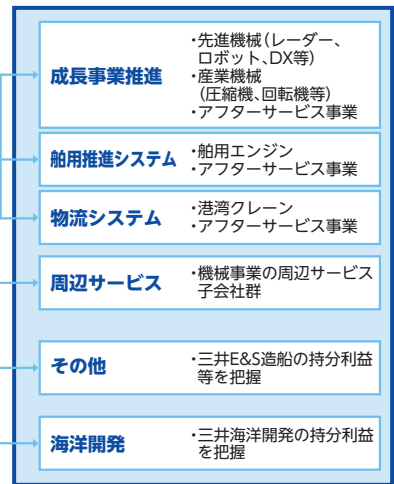 成長事業推進
・先進機械（レーダー、
ロボット、DX等）
・産業機械
（圧縮機、回転機等）
・アフターサービス事業
舶用推進システム
・舶用エンジン
・アフターサービス事業
物流システム
・港湾クレーン
・アフターサービス事業
周辺サービス
・機械事業の周辺サービス
子会社群
その他
・三井E&S造船の持分利益
等を把握
海洋開発
・三井海洋開発の持分利益
を把握